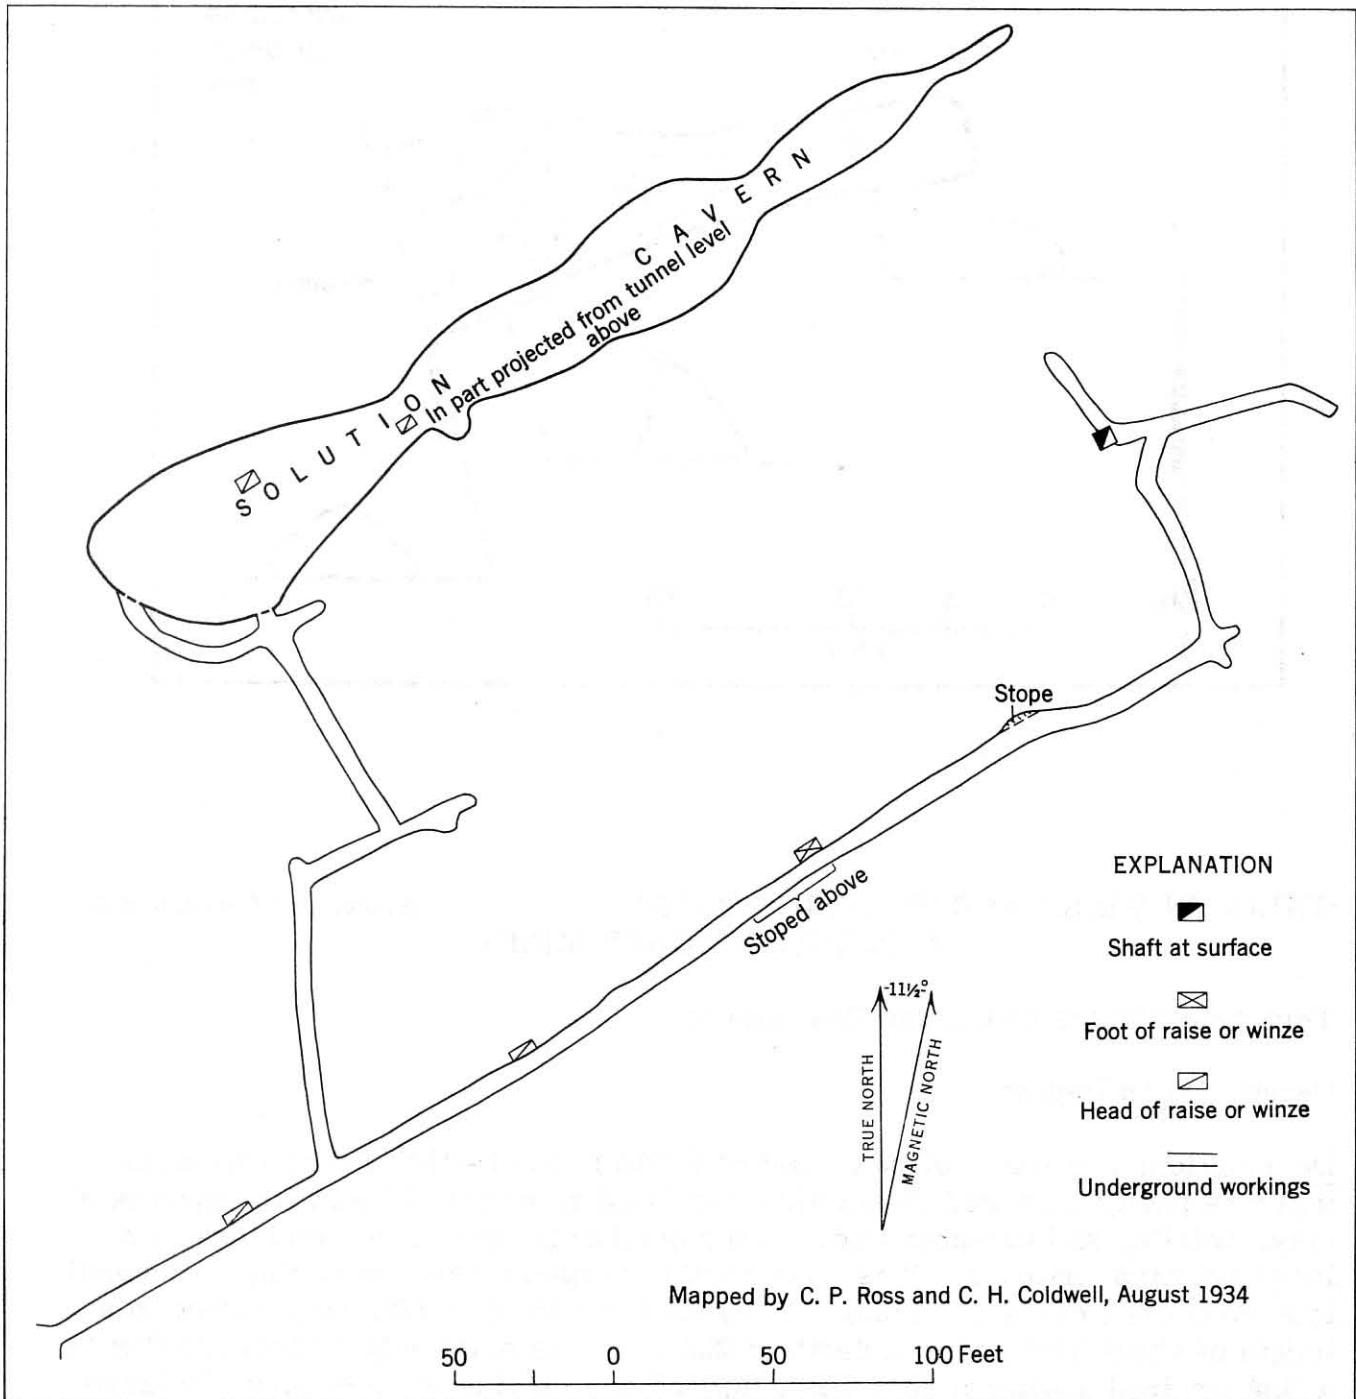 SOLUTION CAVERN
In part projected from tunnel level
above
Stope
Stoped above
EXPLANATION
Shaft at surface
Foot of raise or winze
Head of raise or winze
Underground workings
11½°
TRUE NORTH
MAGNETIC NORTH
Mapped by C. P. Ross and C. H. Coldwell, August 1934
50 0 50 100 Feet